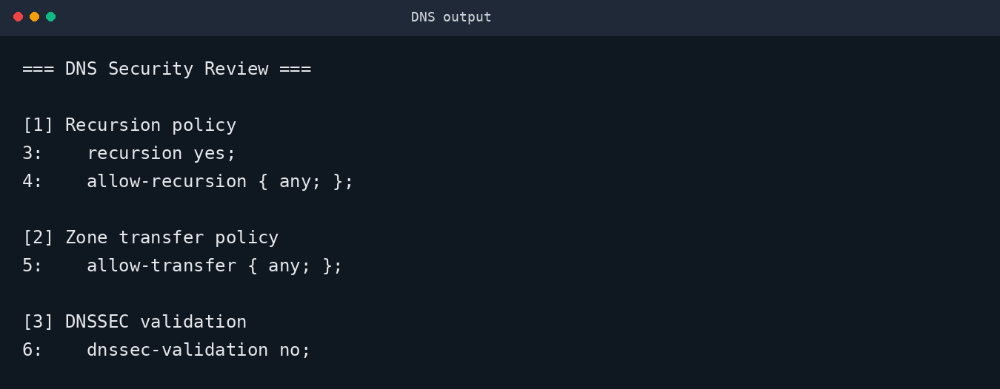 DNS output
=== DNS Security Review ===
[1] Recursion policy
3:    recursion yes;
4:    allow-recursion { any; };
[2] Zone transfer policy
5:    allow-transfer { any; };
[3] DNSSEC validation
6:    dnssec-validation no;